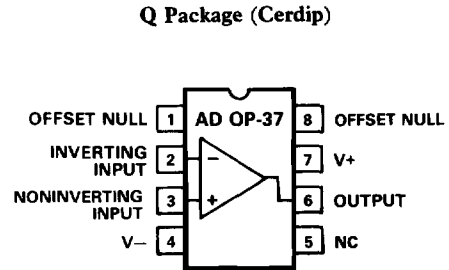 Q Package (Cerdip)
OFFSET NULL 1 AD OP-37 8 OFFSET NULL
INVERTING
INPUT 2 − 7 V+
NONINVERTING
INPUT 3 + 6 OUTPUT
V− 4 5 NC